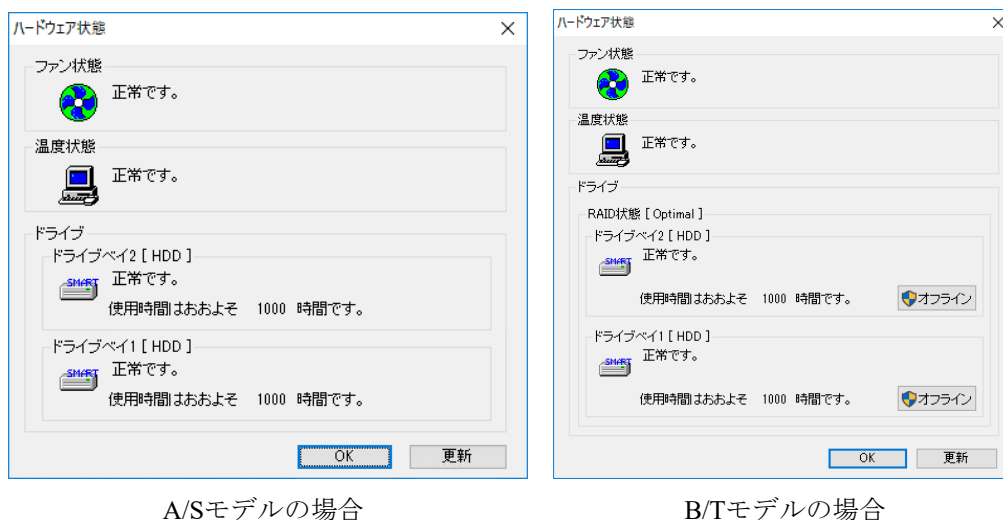 ハードウェア状態
ファン状態
正常です。
温度状態
正常です。
ドライブ
ドライブベイ2 [ HDD ]
SMART
正常です。
使用時間はおおよそ 1000 時間です。
ドライブベイ1 [ HDD ]
SMART
正常です。
使用時間はおおよそ 1000 時間です。
OK 更新
A/Sモデルの場合
ハードウェア状態
ファン状態
正常です。
温度状態
正常です。
ドライブ
RAID状態 [ Optimal ]
ドライブベイ2 [ HDD ]
SMART
正常です。
使用時間はおおよそ 1000 時間です。 オフライン
ドライブベイ1 [ HDD ]
SMART
正常です。
使用時間はおおよそ 1000 時間です。 オフライン
OK 更新
B/Tモデルの場合